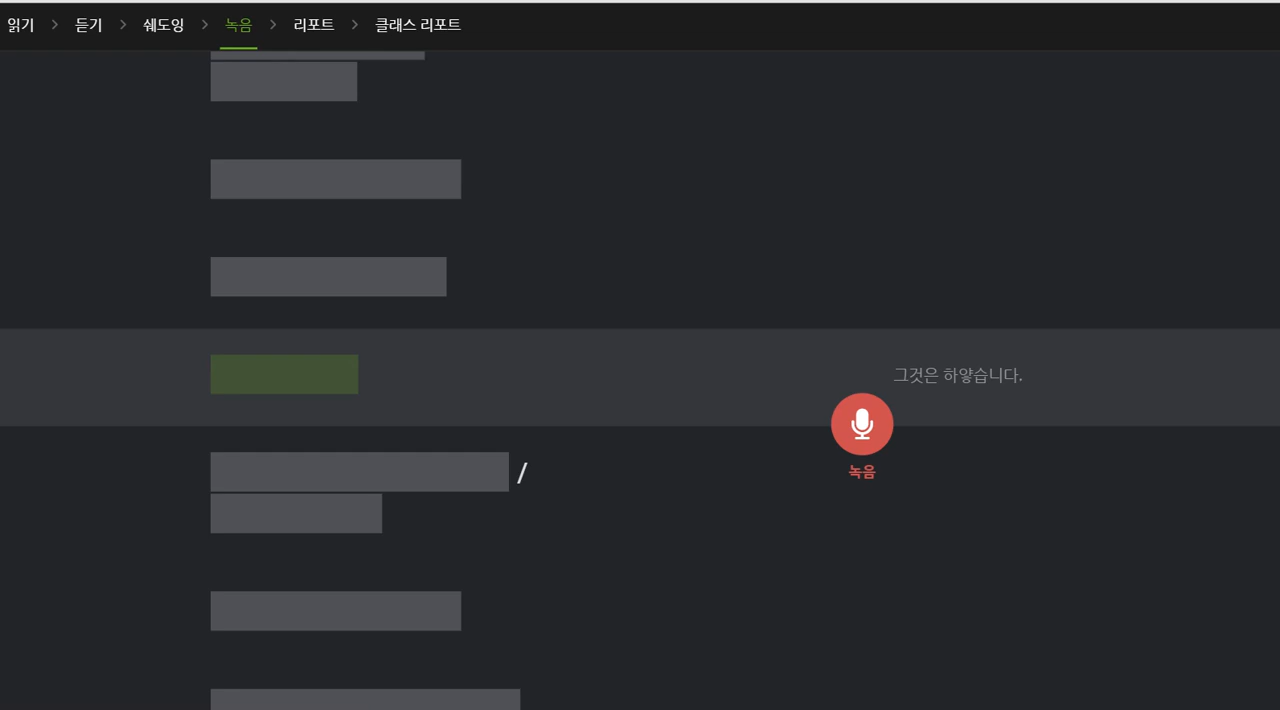 읽기 > 듣기 > 쉐도잉 > 녹음 > 리포트 > 클래스 리포트
그것은 하얗습니다.
녹음
/